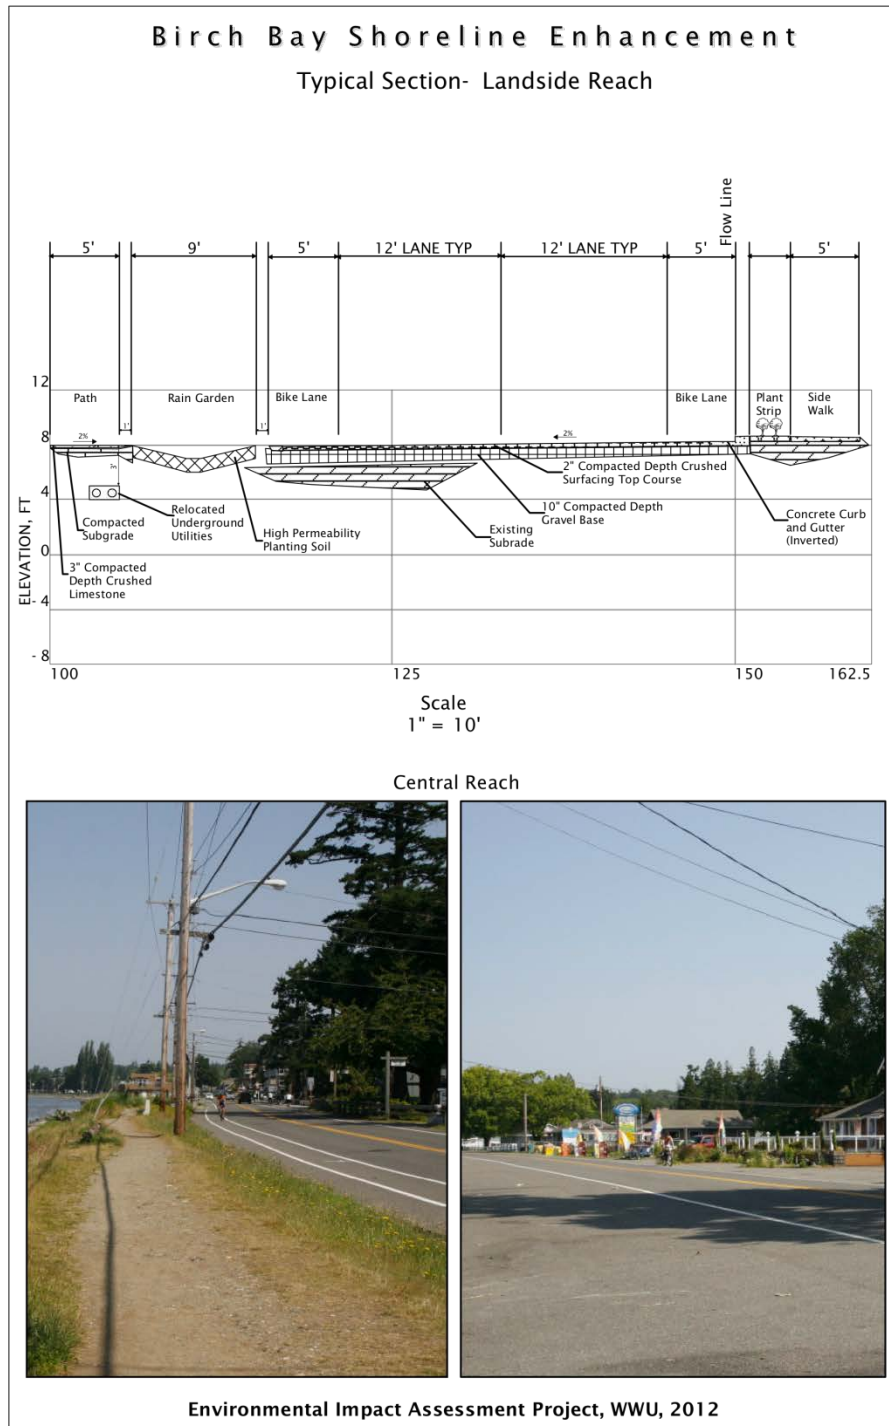 Birch Bay Shoreline Enhancement
Typical Section- Landside Reach
Flow Line
5'
9'
5'
12' LANE TYP
12' LANE TYP
5'
5'
12
Path
Rain Garden
Bike Lane
Bike Lane
Plant
Strip
Side
Walk
2%
1'
1'
2%
8
4
0
- 4
- 8
ELEVATION, FT
3" Compacted
Depth Crushed
Limestone
Compacted
Subgrade
Relocated
Underground
Utilities
High Permeability
Planting Soil
Existing
Subrade
10" Compacted Depth
Gravel Base
2" Compacted Depth Crushed
Surfacing Top Course
Concrete Curb
and Gutter
(Inverted)
100
125
150
162.5
Scale
1" = 10'
Central Reach
Environmental Impact Assessment Project, WWU, 2012